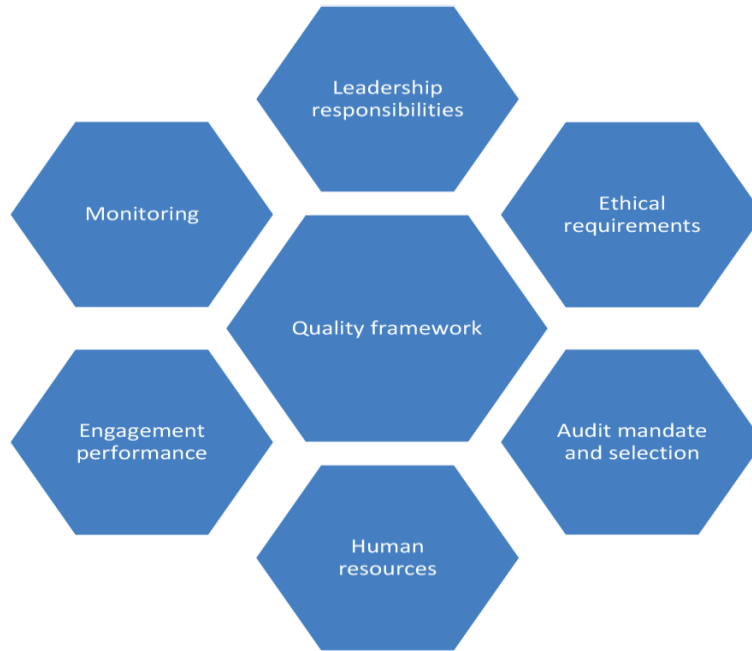 Leadership
responsibilities
Ethical
requirements
Audit mandate
and selection
Human
resources
Engagement
performance
Monitoring
Quality framework